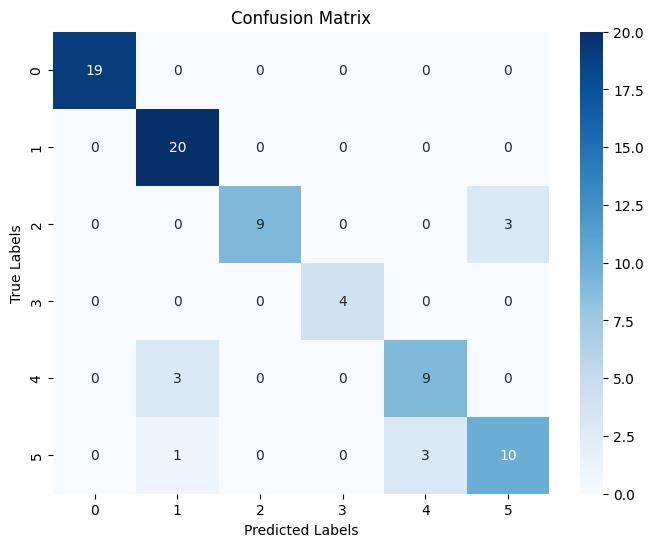 Confusion Matrix
0 19 0 0 0 0 0
1 0 20 0 0 0 0
2 0 0 9 0 0 3
3 0 0 0 4 0 0
4 0 3 0 0 9 0
5 0 1 0 0 3 10
0 1 2 3 4 5
Predicted Labels
True Labels
20.0
17.5
15.0
12.5
10.0
7.5
5.0
2.5
0.0